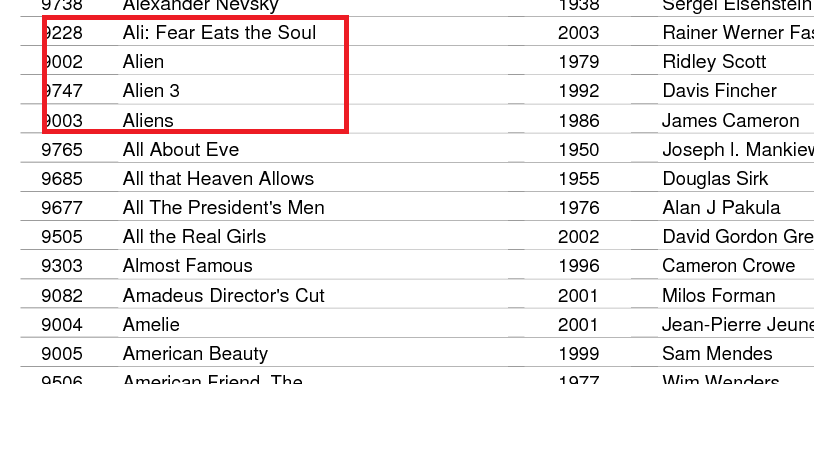 9738 Alexander Nevsky 1938 Sergei Eisenstein
9228 Ali: Fear Eats the Soul 2003 Rainer Werner Fas
9002 Alien 1979 Ridley Scott
9747 Alien 3 1992 Davis Fincher
9003 Aliens 1986 James Cameron
9765 All About Eve 1950 Joseph I. Mankiew
9685 All that Heaven Allows 1955 Douglas Sirk
9677 All The President's Men 1976 Alan J Pakula
9505 All the Real Girls 2002 David Gordon Gre
9303 Almost Famous 1996 Cameron Crowe
9082 Amadeus Director's Cut 2001 Milos Forman
9004 Amelie 2001 Jean-Pierre Jeune
9005 American Beauty 1999 Sam Mendes
9506 American Friend, The 1977 Wim Wenders